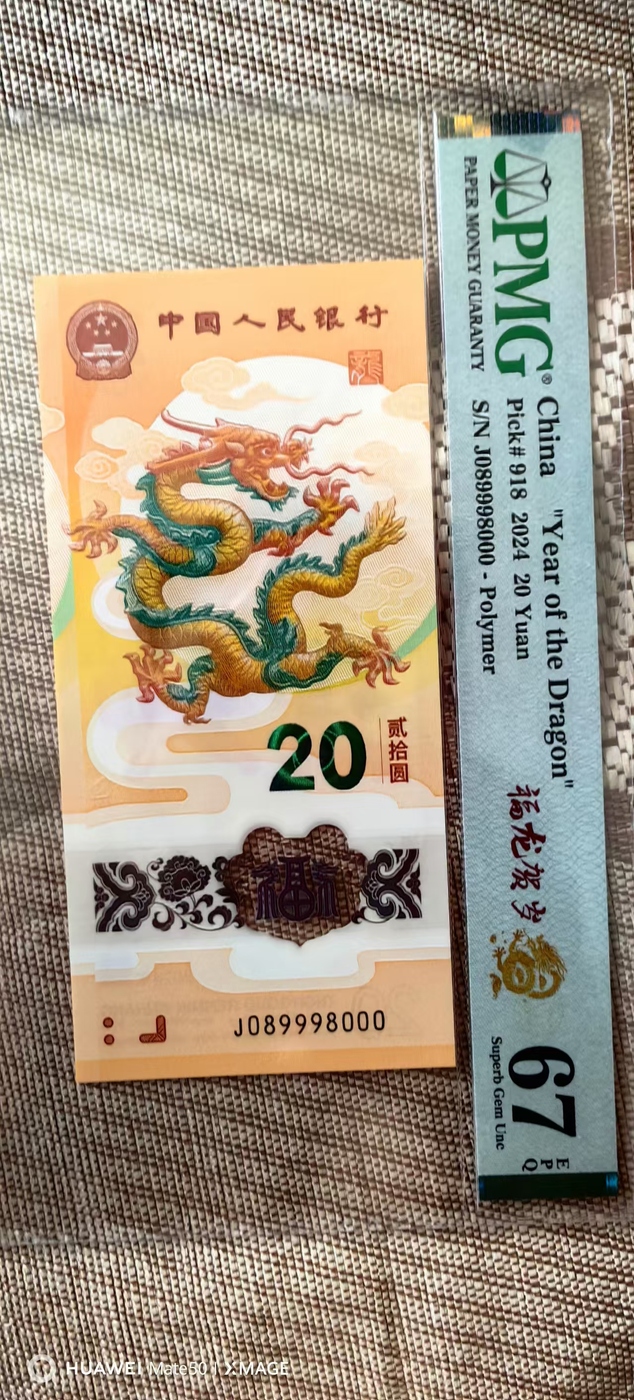 中国人民银行
20
贰拾圆
福
J089998000
PMG®
PAPER MONEY GUARANTY
China "Year of the Dragon"
Pick# 918 2024 20 Yuan
S/N J089998000 - Polymer
福龙贺岁
67
EPQ
Superb Gem Unc
HUAWEI Mate50 | XMAGE